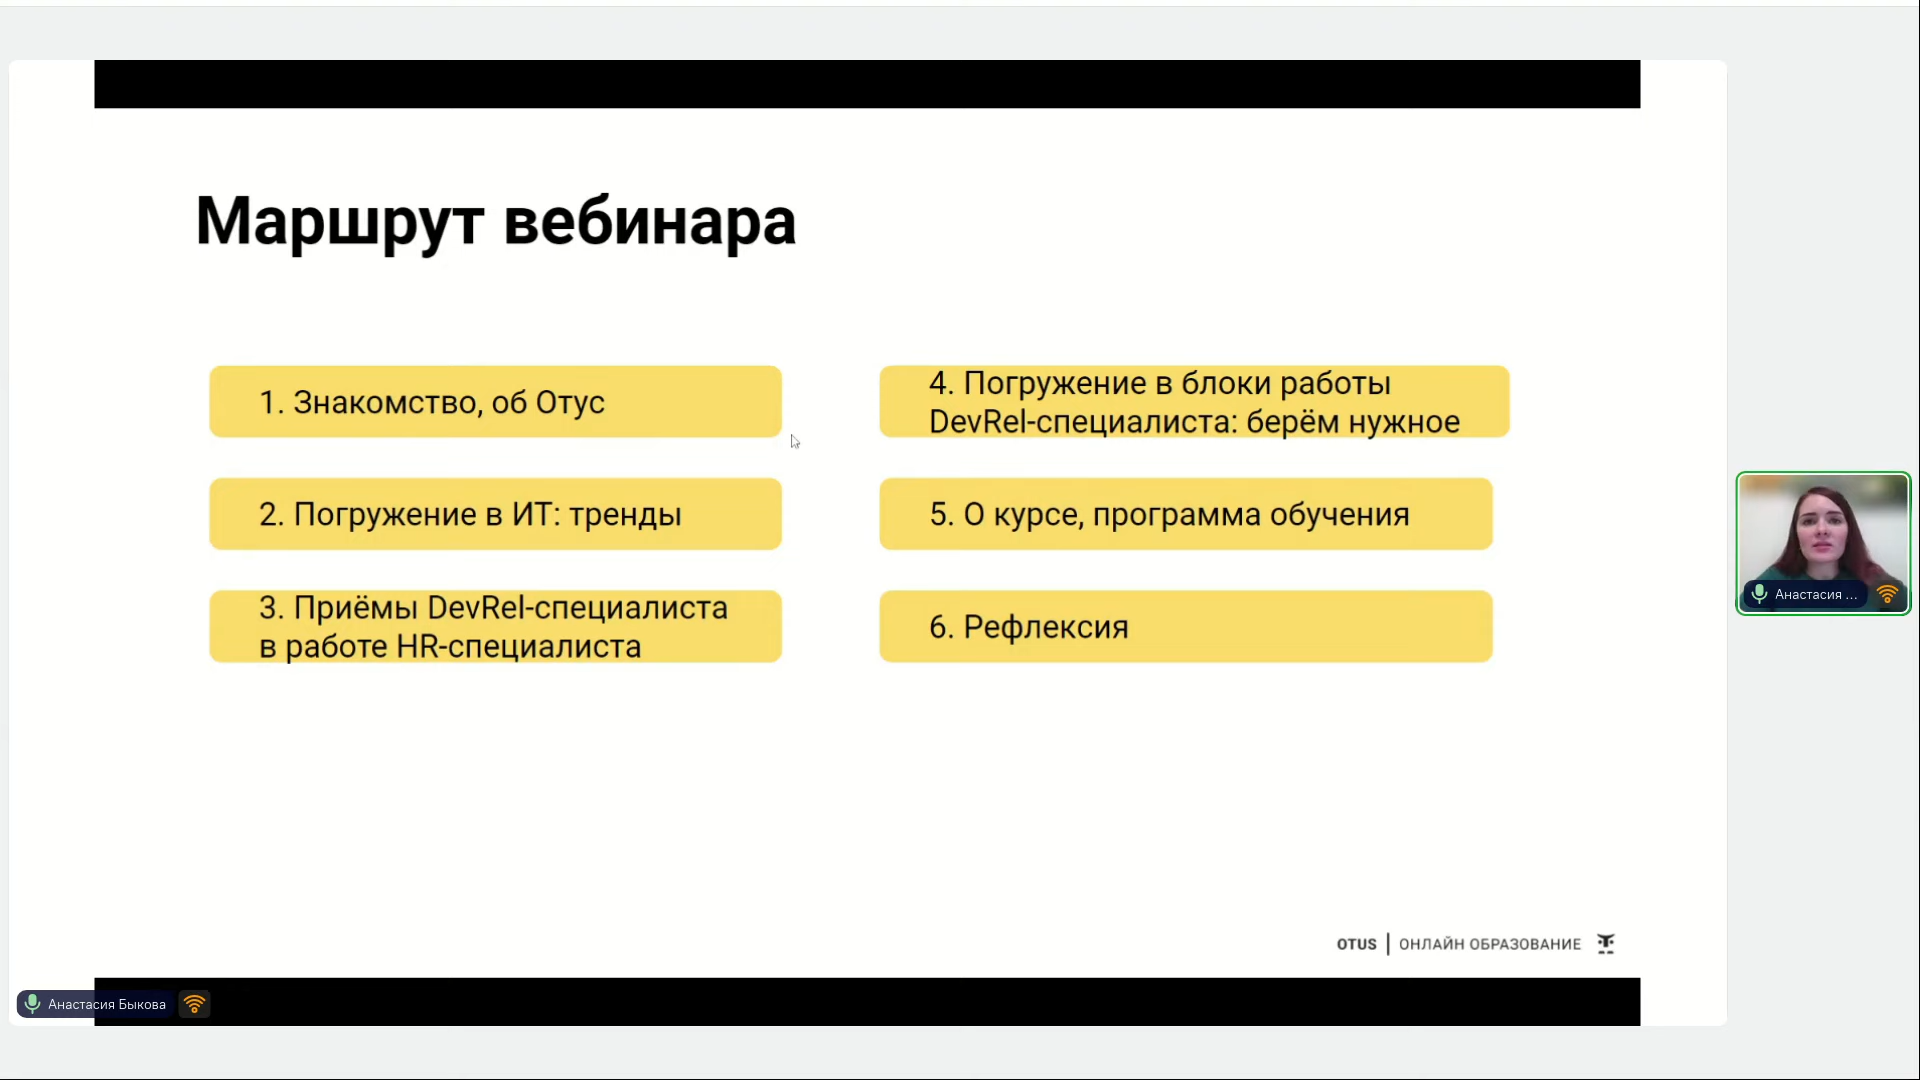 Маршрут вебинара
1. Знакомство, об Отус
2. Погружение в ИТ: тренды
3. Приёмы DevRel-специалиста
в работе HR-специалиста
4. Погружение в блоки работы
DevRel-специалиста: берём нужное
5. О курсе, программа обучения
6. Рефлексия
Анастасия ...
OTUS | ОНЛАЙН ОБРАЗОВАНИЕ
Анастасия Быкова